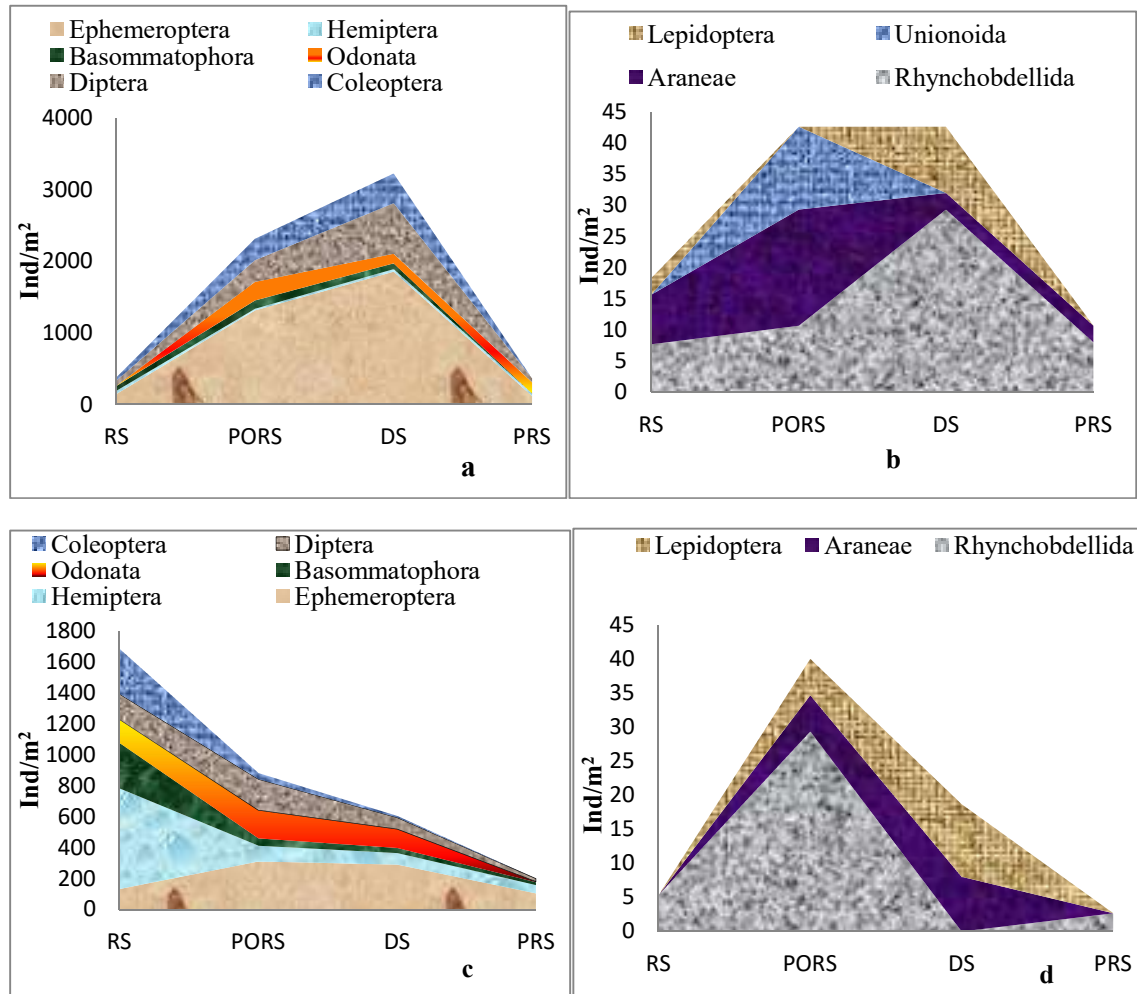 Ephemeroptera Hemiptera
Basommatophora Odonata
Diptera Coleoptera
4000
3000
2000
1000
0
Ind/m²
RS PORS DS PRS
a
Lepidoptera Unionoida
Araneae Rhynchobdellida
45
40
35
30
25
20
15
10
5
0
Ind/m²
RS PORS DS PRS
b
Coleoptera Diptera
Odonata Basommatophora
Hemiptera Ephemeroptera
1800
1600
1400
1200
1000
800
600
400
200
0
Ind/m²
RS PORS DS PRS
c
Lepidoptera Araneae Rhynchobdellida
45
40
35
30
25
20
15
10
5
0
Ind/m²
RS PORS DS PRS
d